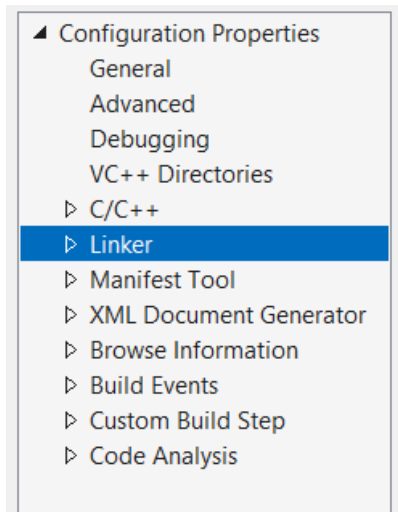 Configuration Properties
General
Advanced
Debugging
VC++ Directories
C/C++
Linker
Manifest Tool
XML Document Generator
Browse Information
Build Events
Custom Build Step
Code Analysis